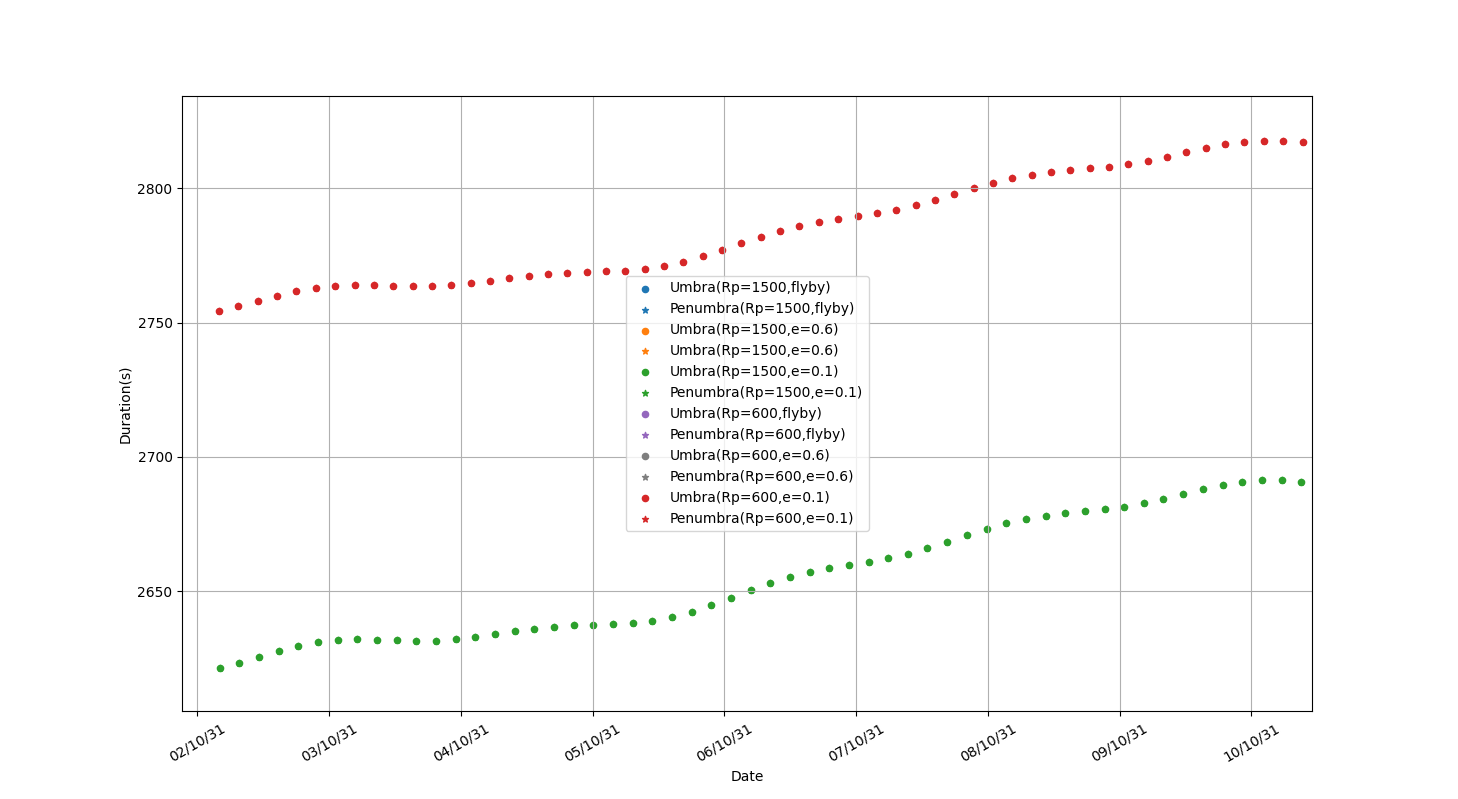 2800
2750
2700
2650
Duration(s)
Umbra(Rp=1500,flyby)
Penumbra(Rp=1500,flyby)
Umbra(Rp=1500,e=0.6)
Umbra(Rp=1500,e=0.6)
Umbra(Rp=1500,e=0.1)
Penumbra(Rp=1500,e=0.1)
Umbra(Rp=600,flyby)
Penumbra(Rp=600,flyby)
Umbra(Rp=600,e=0.6)
Penumbra(Rp=600,e=0.6)
Umbra(Rp=600,e=0.1)
Penumbra(Rp=600,e=0.1)
02/10/31 03/10/31 04/10/31 05/10/31 06/10/31 07/10/31 08/10/31 09/10/31 10/10/31
Date